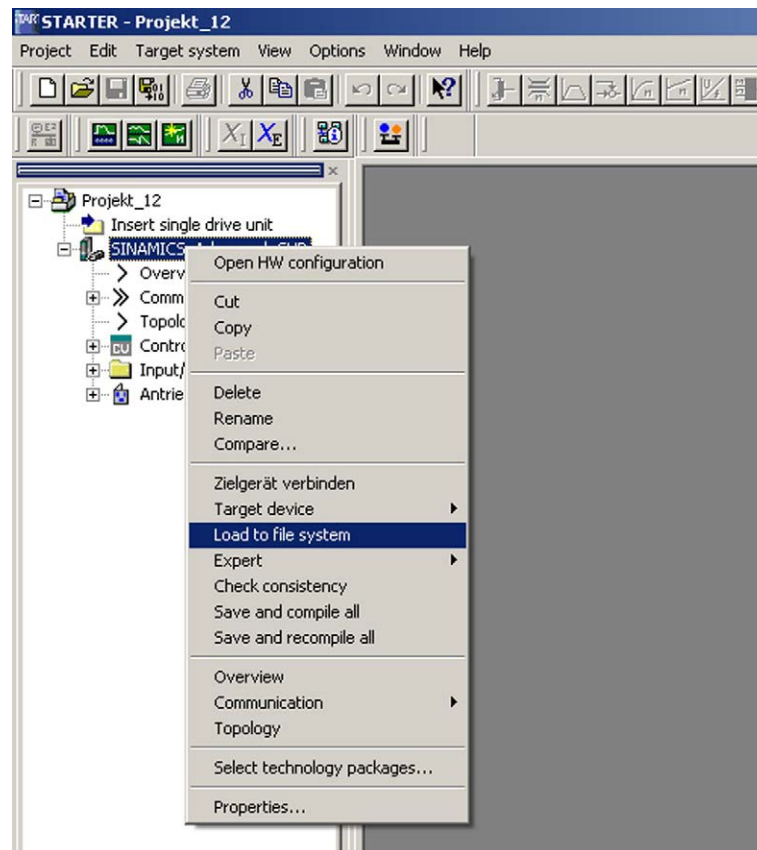 STARTER - Projekt_12
Project Edit Target system View Options Window Help
Projekt_12
Insert single drive unit
SINAMICS
Overv
Comm
Topolo
Contro
Input/
Antrie
Open HW configuration
Cut
Copy
Paste
Delete
Rename
Compare...
Zielgerät verbinden
Target device
Load to file system
Expert
Check consistency
Save and compile all
Save and recompile all
Overview
Communication
Topology
Select technology packages...
Properties...